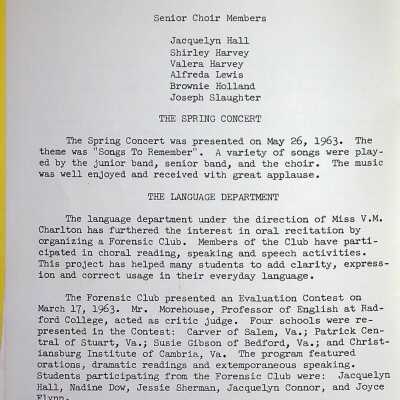 Senior Choir Members
Jacquelyn Hall
Shirley Harvey
Valera Harvey
Alfreda Lewis
Brownie Holland
Joseph Slaughter
THE SPRING CONCERT
The Spring Concert was presented on May 26, 1963. The
theme was "Songs To Remember". A variety of songs were play-
ed by the junior band, senior band, and the choir. The music
was well enjoyed and received with great applause.
THE LANGUAGE DEPARTMENT
The language department under the direction of Miss V.M.
Charlton has furthered the interest in oral recitation by
organizing a Forensic Club. Members of the Club have parti-
cipated in choral reading, speaking and speech activities.
This project has helped many students to add clarity, express-
ion and correct usage in their everyday language.
The Forensic Club presented an Evaluation Contest on
March 17, 1963. Mr. Morehouse, Professor of English at Rad-
ford College, acted as critic judge. Four schools were re-
presented in the Contest: Carver of Salem, Va.; Patrick Cen-
tral of Stuart, Va.; Susie Gibson of Bedford, Va.; and Christ-
iansburg Institute of Cambria, Va. The program featured
orations, dramatic readings and extemporaneous speaking.
Students participating from the Forensic Club were: Jacquelyn
Hall, Nadine Dow, Jessie Sherman, Jacquelyn Connor, and Joyce
Flynn.